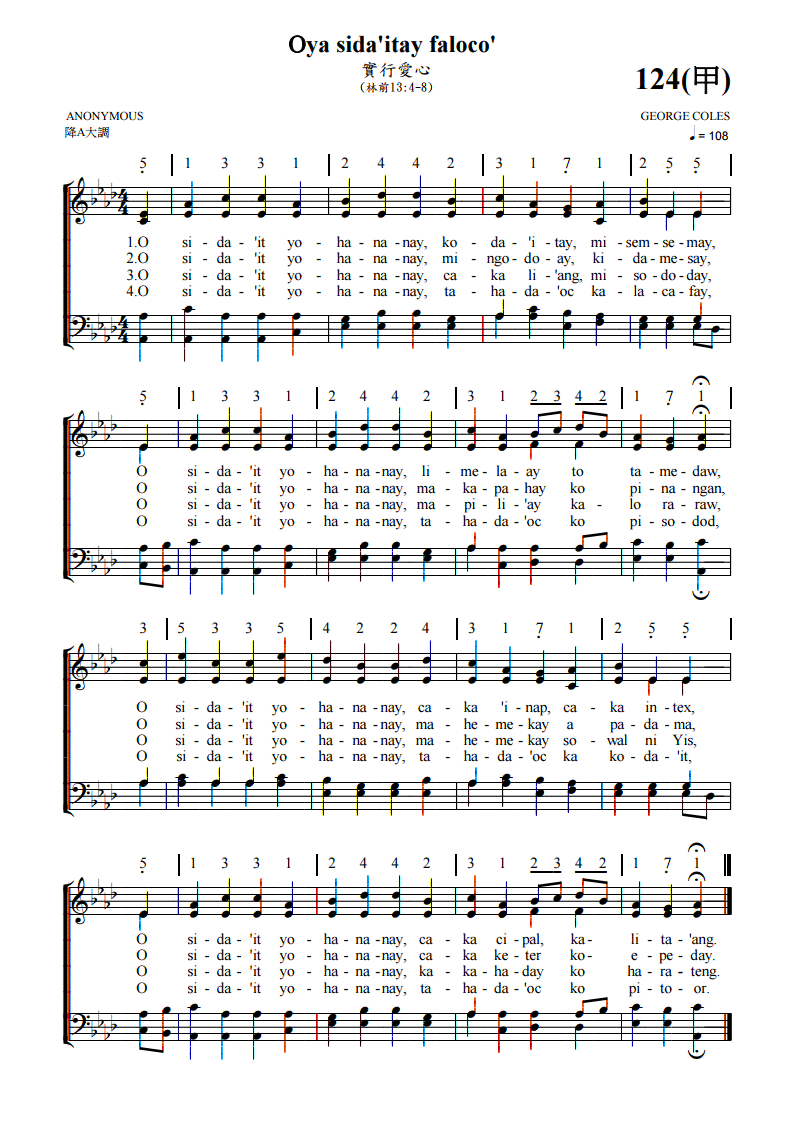 Oya sida'itay faloco'
實行愛心
(林前13:4-8)
124(甲)
ANONYMOUS
GEORGE COLES
降A大調
♩ = 108
5 | 1 3 3 1 | 2 4 4 2 | 3 1 7 1 | 2 5 5 |
1.O si - da - 'it yo - ha - na - nay, ko - da - 'i - tay, mi - sem - se - may,
2.O si - da - 'it yo - ha - na - nay, mi - ngo - do - ay, ki - da - me - say,
3.O si - da - 'it yo - ha - na - nay, ca - ka li - 'ang, mi - so - do - day,
4.O si - da - 'it yo - ha - na - nay, ta - ha - da - 'oc ka - la - ca - fay,
5 | 1 3 3 1 | 2 4 4 2 | 3 1 2 3 4 2 | 1 7 1 |
O si - da - 'it yo - ha - na - nay, li - me - la - ay to ta - me - daw,
O si - da - 'it yo - ha - na - nay, ma - ka - pa - hay ko pi - na - ngan,
O si - da - 'it yo - ha - na - nay, ma - pi - li - 'ay ka - lo ra - raw,
O si - da - 'it yo - ha - na - nay, ta - ha - da - 'oc ko pi - so - dod,
3 | 5 3 3 5 | 4 2 2 4 | 3 1 7 1 | 2 5 5 |
O si - da - 'it yo - ha - na - nay, ca - ka 'i - nap, ca - ka in - tex,
O si - da - 'it yo - ha - na - nay, ma - he - me - kay a pa - da - ma,
O si - da - 'it yo - ha - na - nay, ma - he - me - kay so - wal ni Yis,
O si - da - 'it yo - ha - na - nay, ta - ha - da - 'oc ka ko - da - 'it,
5 | 1 3 3 1 | 2 4 4 2 | 3 1 2 3 4 2 | 1 7 1 |
O si - da - 'it yo - ha - na - nay, ca - ka ci - pal, ka - li - ta - 'ang.
O si - da - 'it yo - ha - na - nay, ca - ka ke - ter ko - e - pe - day.
O si - da - 'it yo - ha - na - nay, ka - ka - ha - day ko ha - ra - teng.
O si - da - 'it yo - ha - na - nay, ta - ha - da - 'oc ko pi - to - or.